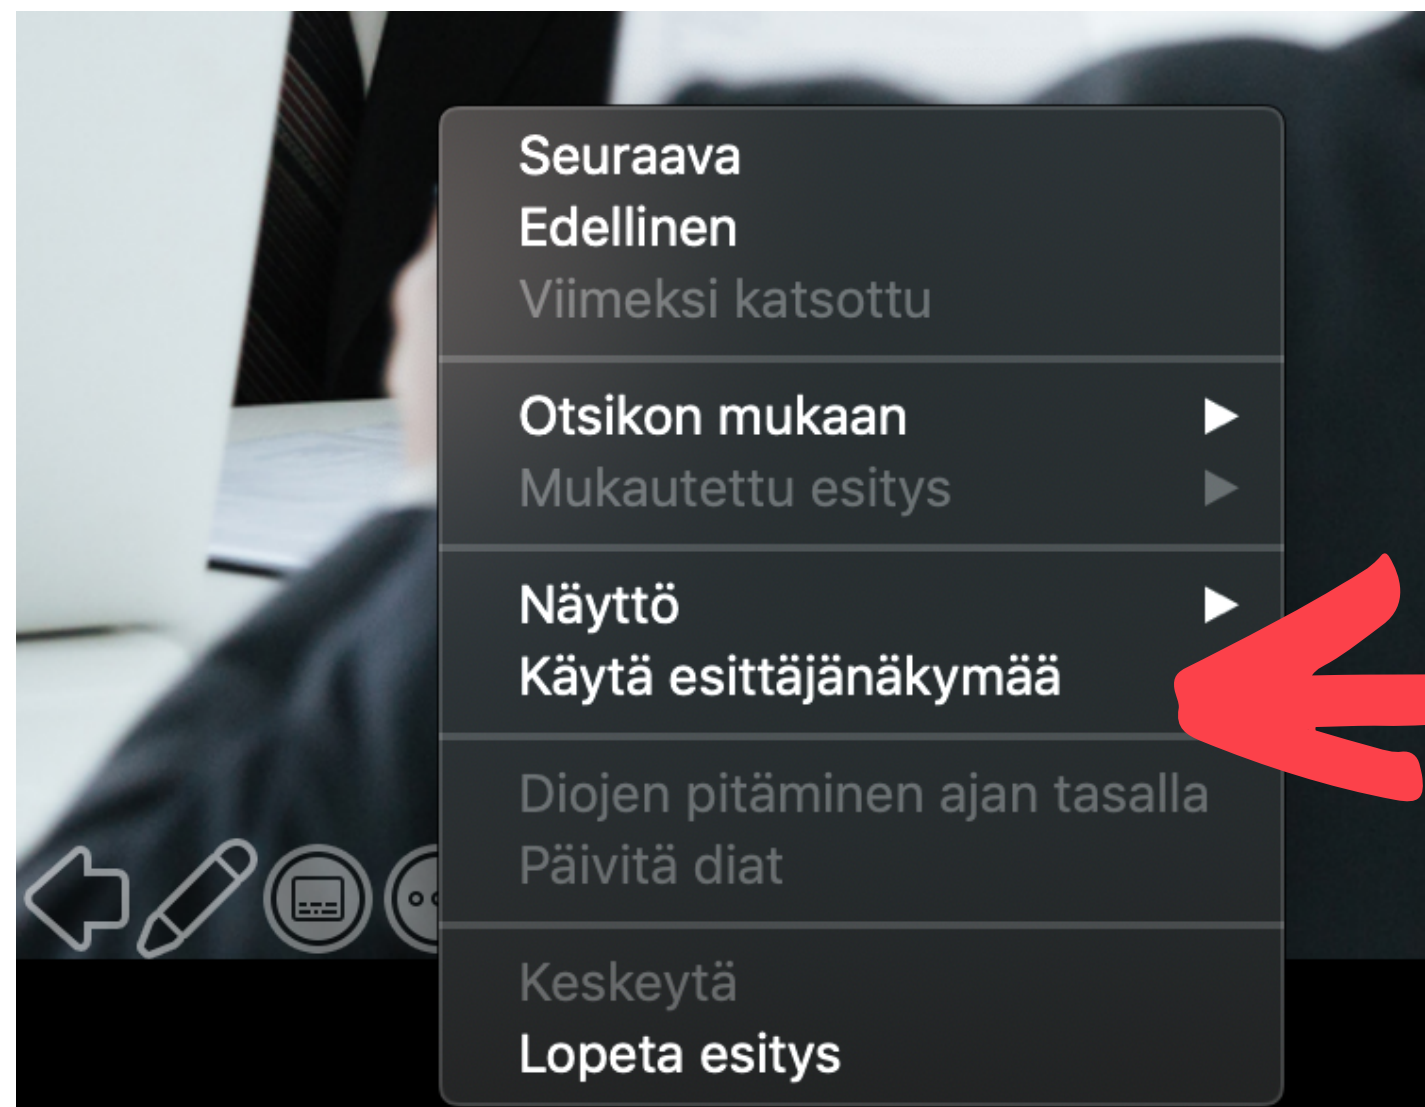 Seuraava
Edellinen
Viimeksi katsottu
Otsikon mukaan
Mukautettu esitys
Näyttö
Käytä esittäjänäkymää
Diojen pitäminen ajan tasalla
Päivitä diat
Keskeytä
Lopeta esitys